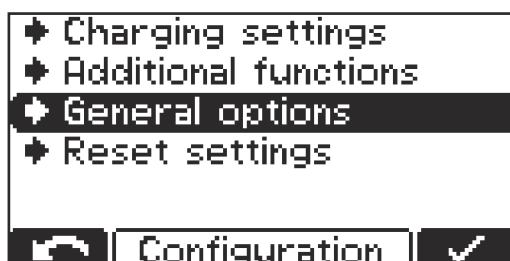 Charging settings
Additional functions
General options
Reset settings
Configuration